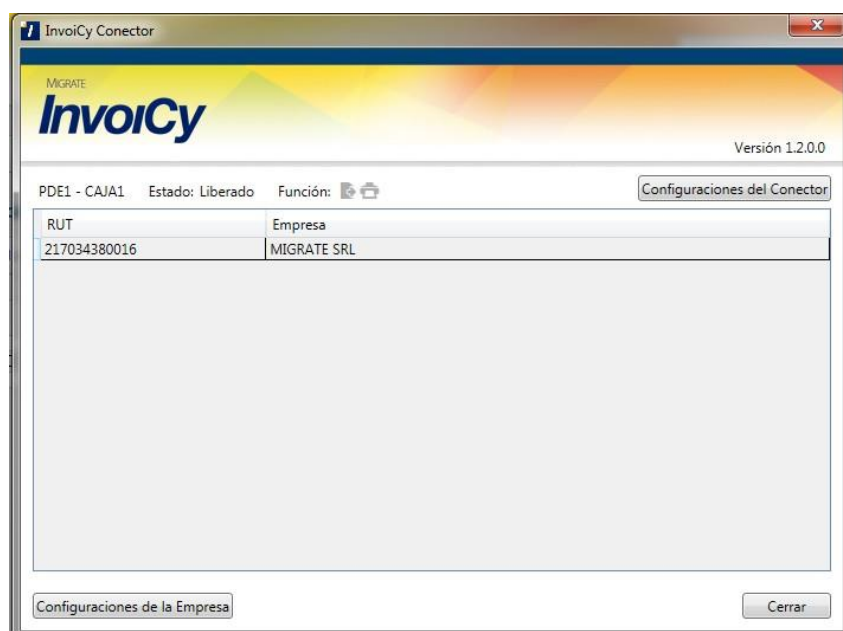 InvoiCy Conector
MIGRATE
InvoiCy
Versión 1.2.0.0
PDE1 - CAJA1 Estado: Liberado Función: Configuraciones del Conector
RUT Empresa
217034380016 MIGRATE SRL
Configuraciones de la Empresa Cerrar